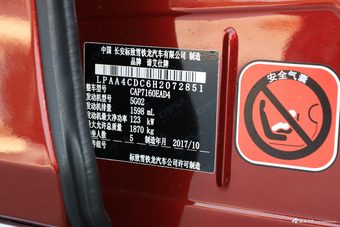 中国 长安标致雪铁龙汽车有限公司 制造
品牌 谛艾仕牌
LPAA4CDC6H2072851
整车型号 CAP7160EAD4
发动机型号 5G02
发动机排量 1598 mL
发动机最大净功率 123 kW
最大允许总质量 1870 kg
乘坐人数 5 制造年月 2017/10
标致雪铁龙汽车公司许可制造
安全气囊